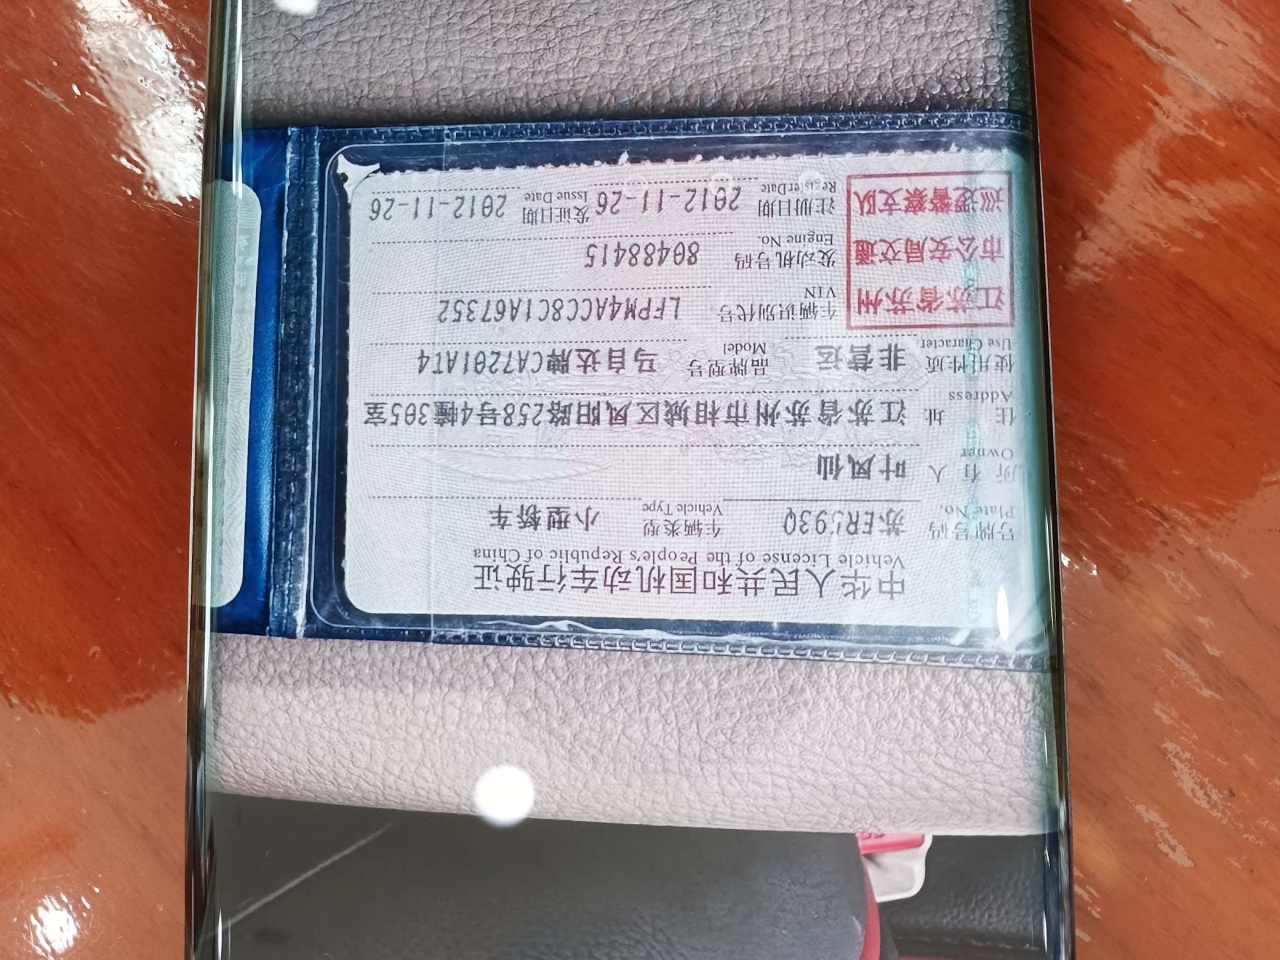 中华人民共和国机动车行驶证
Vehicle License of the People's Republic of China
号牌号码 苏ER593Q 车辆类型 小型轿车
Plate No. Vehicle Type
所有人 叶凤仙
Owner
住址 江苏省苏州市相城区凤阳路258号4幢305室
Address
使用性质 非营运 品牌型号 马自达牌CA7201AT4
Use Character Model
江苏省苏州
市公安局交通
巡逻警察支队
车辆识别代号 LFPM4ACC8C1A67352
VIN
发动机号码 80488415
Engine No.
注册日期 2012-11-26 发证日期 2012-11-26
RegisterDate Issue Date